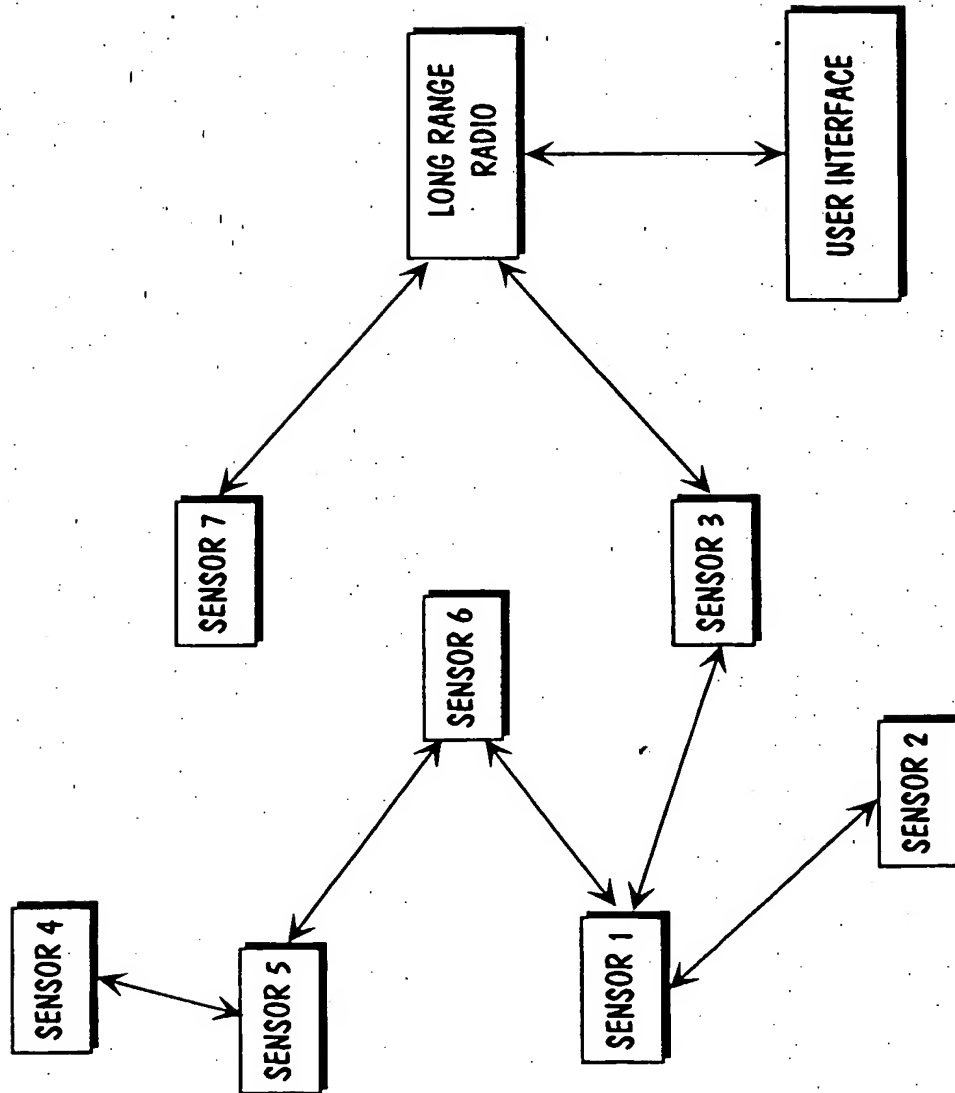 SENSOR 4
SENSOR 5
SENSOR 7
SENSOR 6
LONG RANGE
RADIO
SENSOR 1
SENSOR 3
SENSOR 2
USER INTERFACE